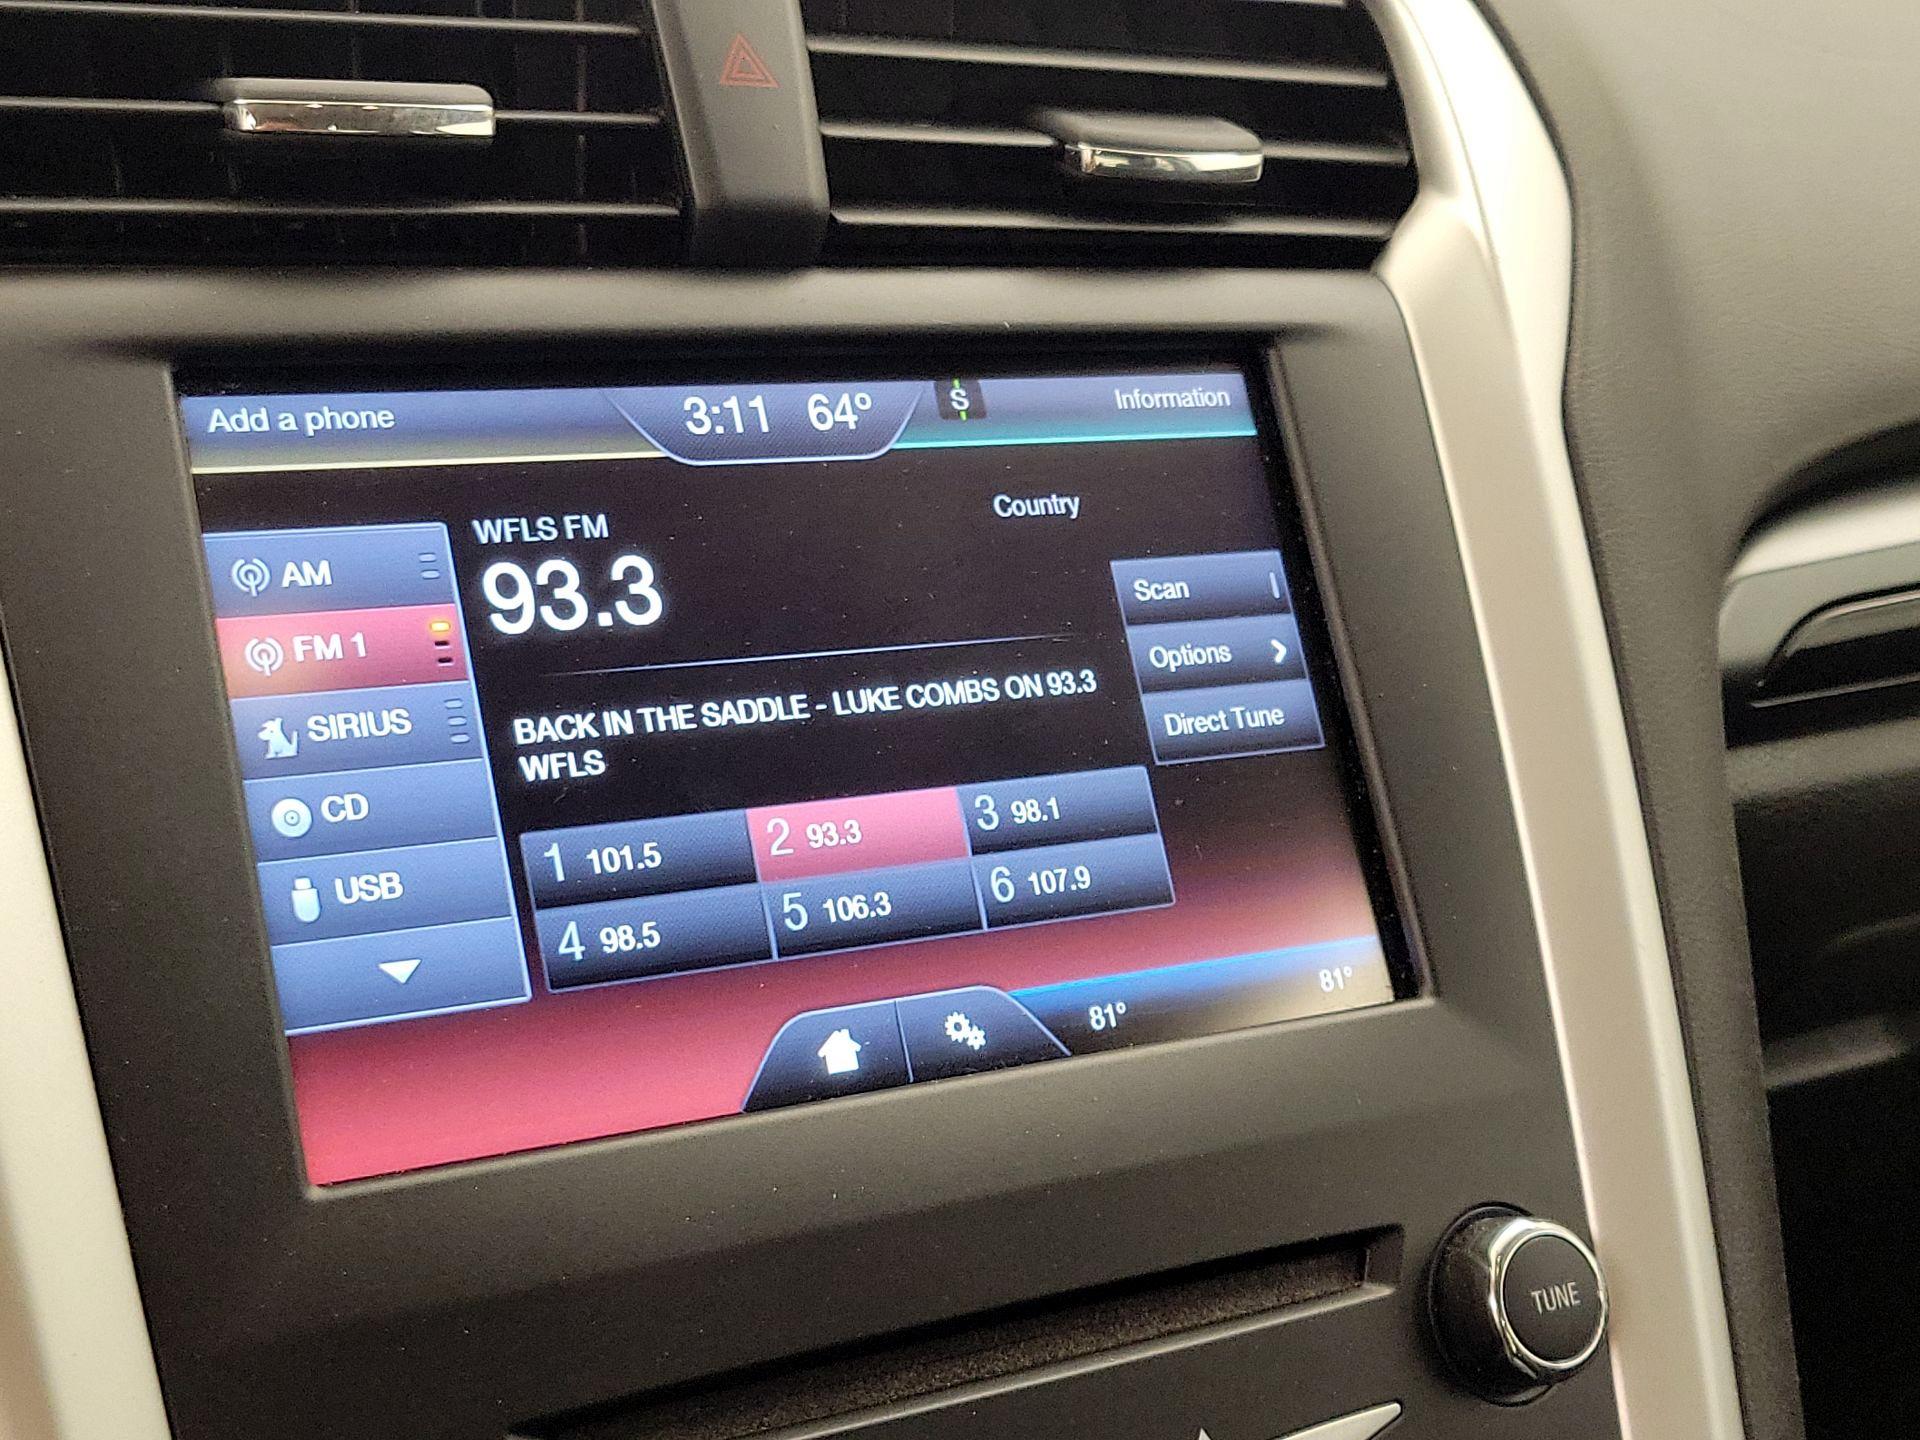 Add a phone
3:11 64°
S
Information
WFLS FM
Country
93.3
AM
FM 1
SIRIUS
CD
USB
Scan
Options
Direct Tune
BACK IN THE SADDLE - LUKE COMBS ON 93.3
WFLS
1 101.5
2 93.3
3 98.1
4 98.5
5 106.3
6 107.9
81°
81°
TUNE